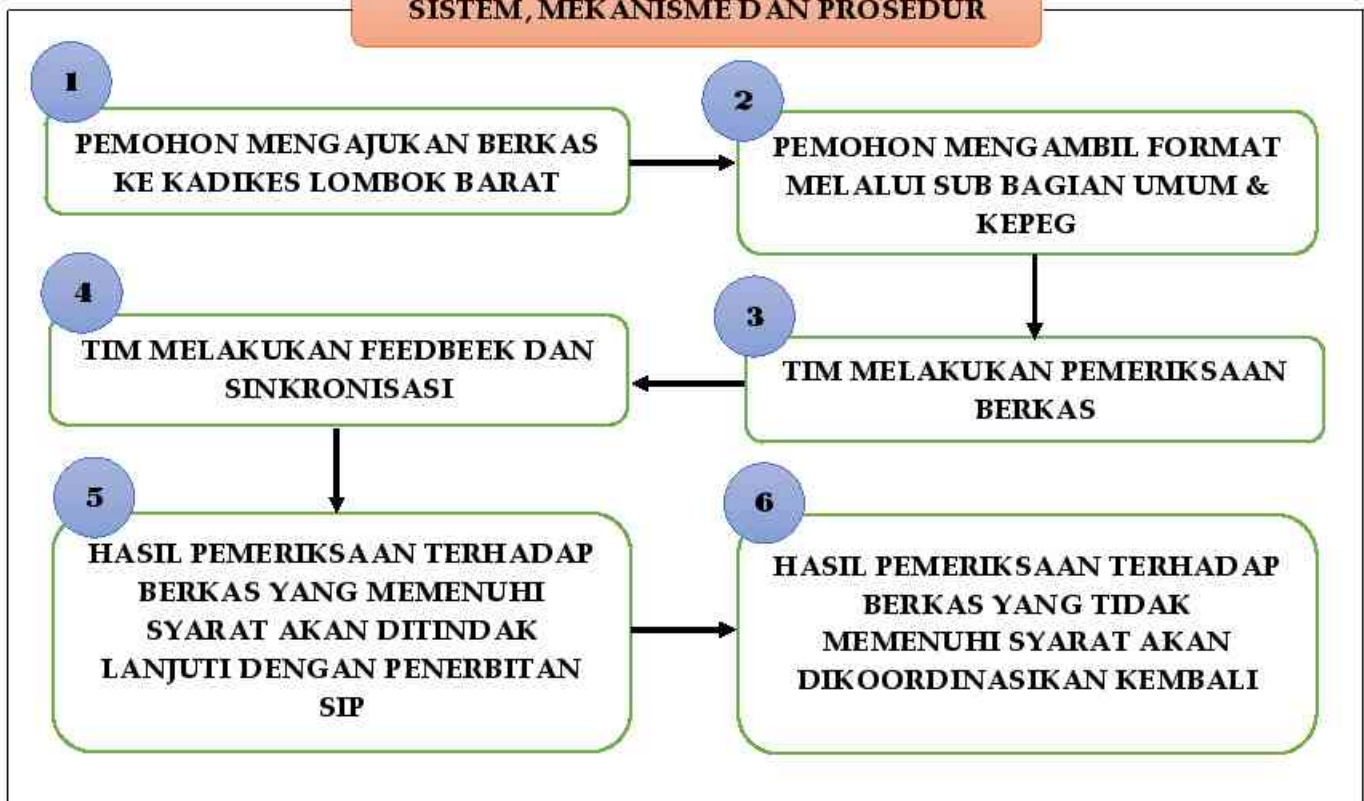 SISTEM, MEKANISME DAN PROSEDUR
1
PEMOHON MENGAJUKAN BERKAS
KE KADIKES LOMBOK BARAT
2
PEMOHON MENGAMBIL FORMAT
MELALUI SUB BAGIAN UMUM &
KEPEG
3
TIM MELAKUKAN PEMERIKSAAN
BERKAS
4
TIM MELAKUKAN FEEDBEEK DAN
SINKRONISASI
5
HASIL PEMERIKSAAN TERHADAP
BERKAS YANG MEMENUHI
SYARAT AKAN DITINDAK
LANJUTI DENGAN PENERBITAN
SIP
6
HASIL PEMERIKSAAN TERHADAP
BERKAS YANG TIDAK
MEMENUHI SYARAT AKAN
DIKOORDINASIKAN KEMBALI